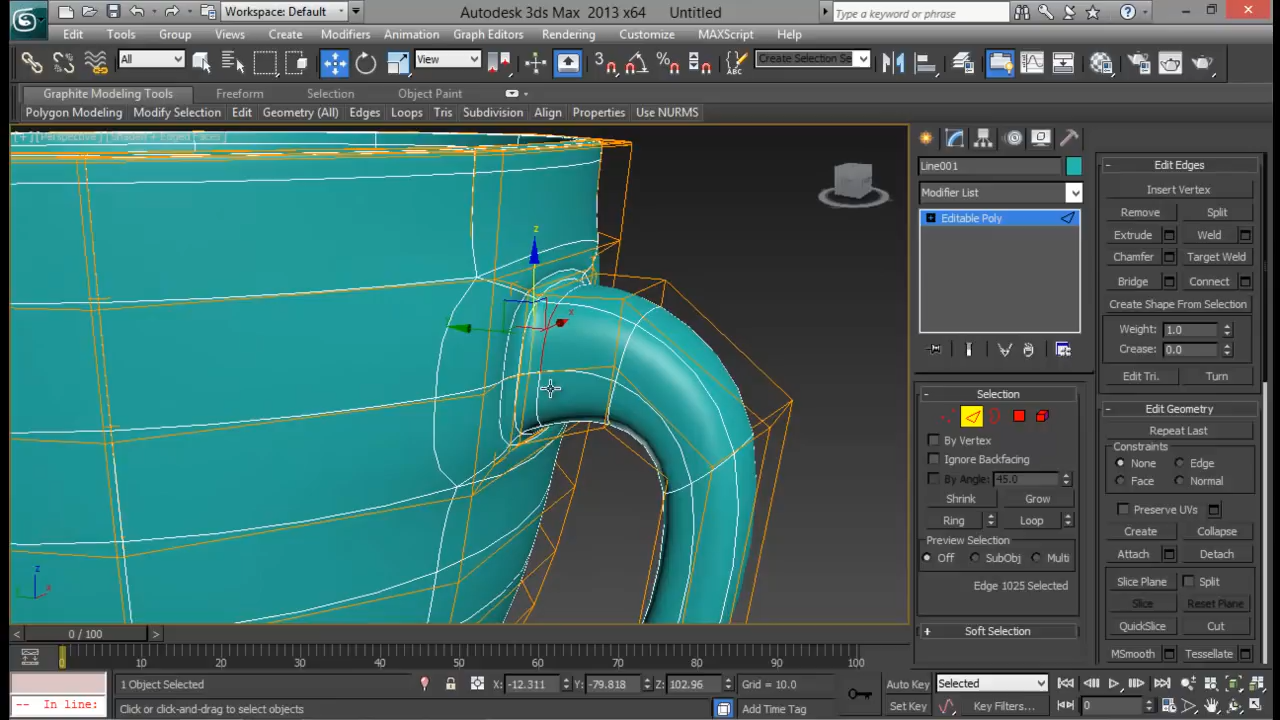 Workspace: Default
Autodesk 3ds Max 2013 x64
Untitled
Type a keyword or phrase
Edit Tools Group Views Create Modifiers Animation Graph Editors Rendering Customize MAXScript Help
All
View
Create Selection Se
Graphite Modeling Tools Freeform Selection Object Paint
Polygon Modeling Modify Selection Edit Geometry (All) Edges Loops Tris Subdivision Align Properties Use NURMS
z
x
Line001
Modifier List
Editable Poly
Selection
By Vertex
Ignore Backfacing
By Angle: 45.0
Shrink Grow
Ring Loop
Preview Selection
Off SubObj Multi
Edge 1025 Selected
Soft Selection
Edit Edges
Insert Vertex
Remove Split
Extrude Weld
Chamfer Target Weld
Bridge Connect
Create Shape From Selection
Weight: 1.0
Crease: 0.0
Edit Tri. Turn
Edit Geometry
Repeat Last
Constraints
None Edge
Face Normal
Preserve UVs
Create Collapse
Attach Detach
Slice Plane Split
Slice Reset Plane
QuickSlice Cut
MSmooth Tessellate
z
x
< 0 / 100 >
0 10 20 30 40 50 60 70 80 90 100
1 Object Selected
X: -12.311 Y: -79.818 Z: 102.96 Grid = 10.0
Auto Key Selected
In line:
Click or click-and-drag to select objects
Add Time Tag
Set Key Key Filters... 0